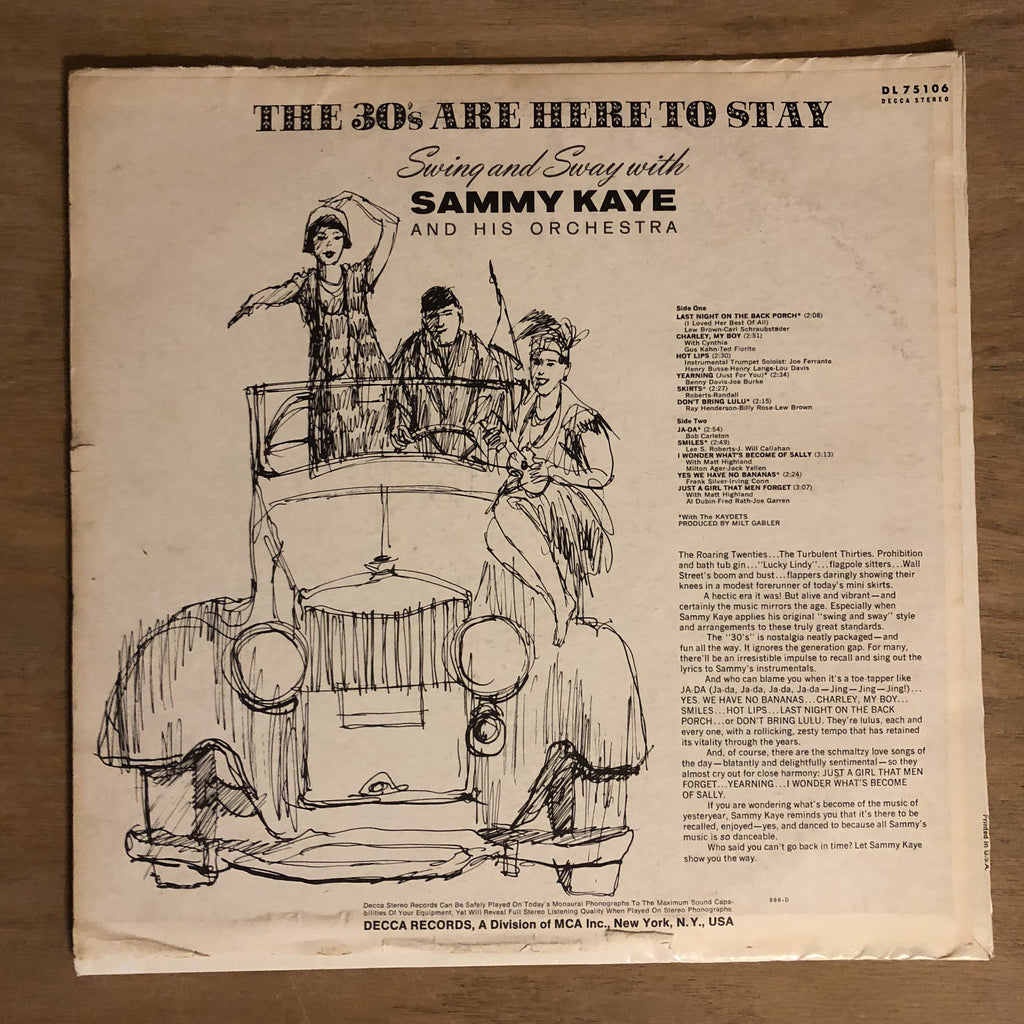 DL 75106
DECCA STEREO
THE 30's ARE HERE TO STAY
Swing and Sway with
SAMMY KAYE
AND HIS ORCHESTRA
Side One
LAST NIGHT ON THE BACK PORCH* (2:08)
(I Loved Her Best Of All)
Lew Brown-Carl Schraubstader
CHARLEY, MY BOY (2:51)
With Cynthia
Gus Kahn-Ted Fiorito
HOT LIPS (2:30)
Instrumental Trumpet Soloist: Joe Ferrante
Henry Busse-Henry Lange-Lou Davis
YEARNING (Just For You)* (2:34)
Benny Davis-Joe Burke
SKIRTS* (2:27)
Roberts-Randall
DON'T BRING LULU* (2:15)
Ray Henderson-Billy Rose-Lew Brown
Side Two
JA-DA* (2:54)
Bob Carleton
SMILES* (2:49)
Lee S. Roberts-J. Will Callahan
I WONDER WHAT'S BECOME OF SALLY (3:13)
With Matt Highland
Milton Ager-Jack Yellen
YES WE HAVE NO BANANAS* (2:24)
Frank Silver-Irving Conn
JUST A GIRL THAT MEN FORGET (3:07)
With Matt Highland
Al Dubin-Fred Rath-Joe Garren
*With The KAYDETS
PRODUCED BY MILT GABLER
The Roaring Twenties...The Turbulent Thirties. Prohibition
and bath tub gin..."Lucky Lindy"...flagpole sitters...Wall
Street's boom and bust...flappers daringly showing their
knees in a modest forerunner of today's mini skirts.
A hectic era it was! But alive and vibrant—and
certainly the music mirrors the age. Especially when
Sammy Kaye applies his original "swing and sway" style
and arrangements to these truly great standards.
The "30's" is nostalgia neatly packaged—and
fun all the way. It ignores the generation gap. For many,
there'll be an irresistible impulse to recall and sing out the
lyrics to Sammy's instrumentals.
And who can blame you when it's a toe-tapper like
JA-DA (Ja-da, Ja-da, Ja-da, Ja-da—Jing—Jing—Jing!)...
YES, WE HAVE NO BANANAS...CHARLEY, MY BOY...
SMILES...HOT LIPS...LAST NIGHT ON THE BACK
PORCH...or DON'T BRING LULU. They're lulus, each and
every one, with a rollicking, zesty tempo that has retained
its vitality through the years.
And, of course, there are the schmaltzy love songs of
the day—blatantly and delightfully sentimental—so they
almost cry out for close harmony: JUST A GIRL THAT MEN
FORGET...YEARNING...I WONDER WHAT'S BECOME
OF SALLY.
If you are wondering what's become of the music of
yesteryear, Sammy Kaye reminds you that it's there to be
recalled, enjoyed—yes, and danced to because all Sammy's
music is so danceable.
Who said you can't go back in time? Let Sammy Kaye
show you the way.
Printed in U.S.A.
998-D
Decca Stereo Records Can Be Safely Played On Today's Monaural Phonographs To The Maximum Sound Capa-
bilities Of Your Equipment, Yet Will Reveal Full Stereo Listening Quality When Played On Stereo Phonographs.
DECCA RECORDS, A Division of MCA Inc., New York, N.Y., USA